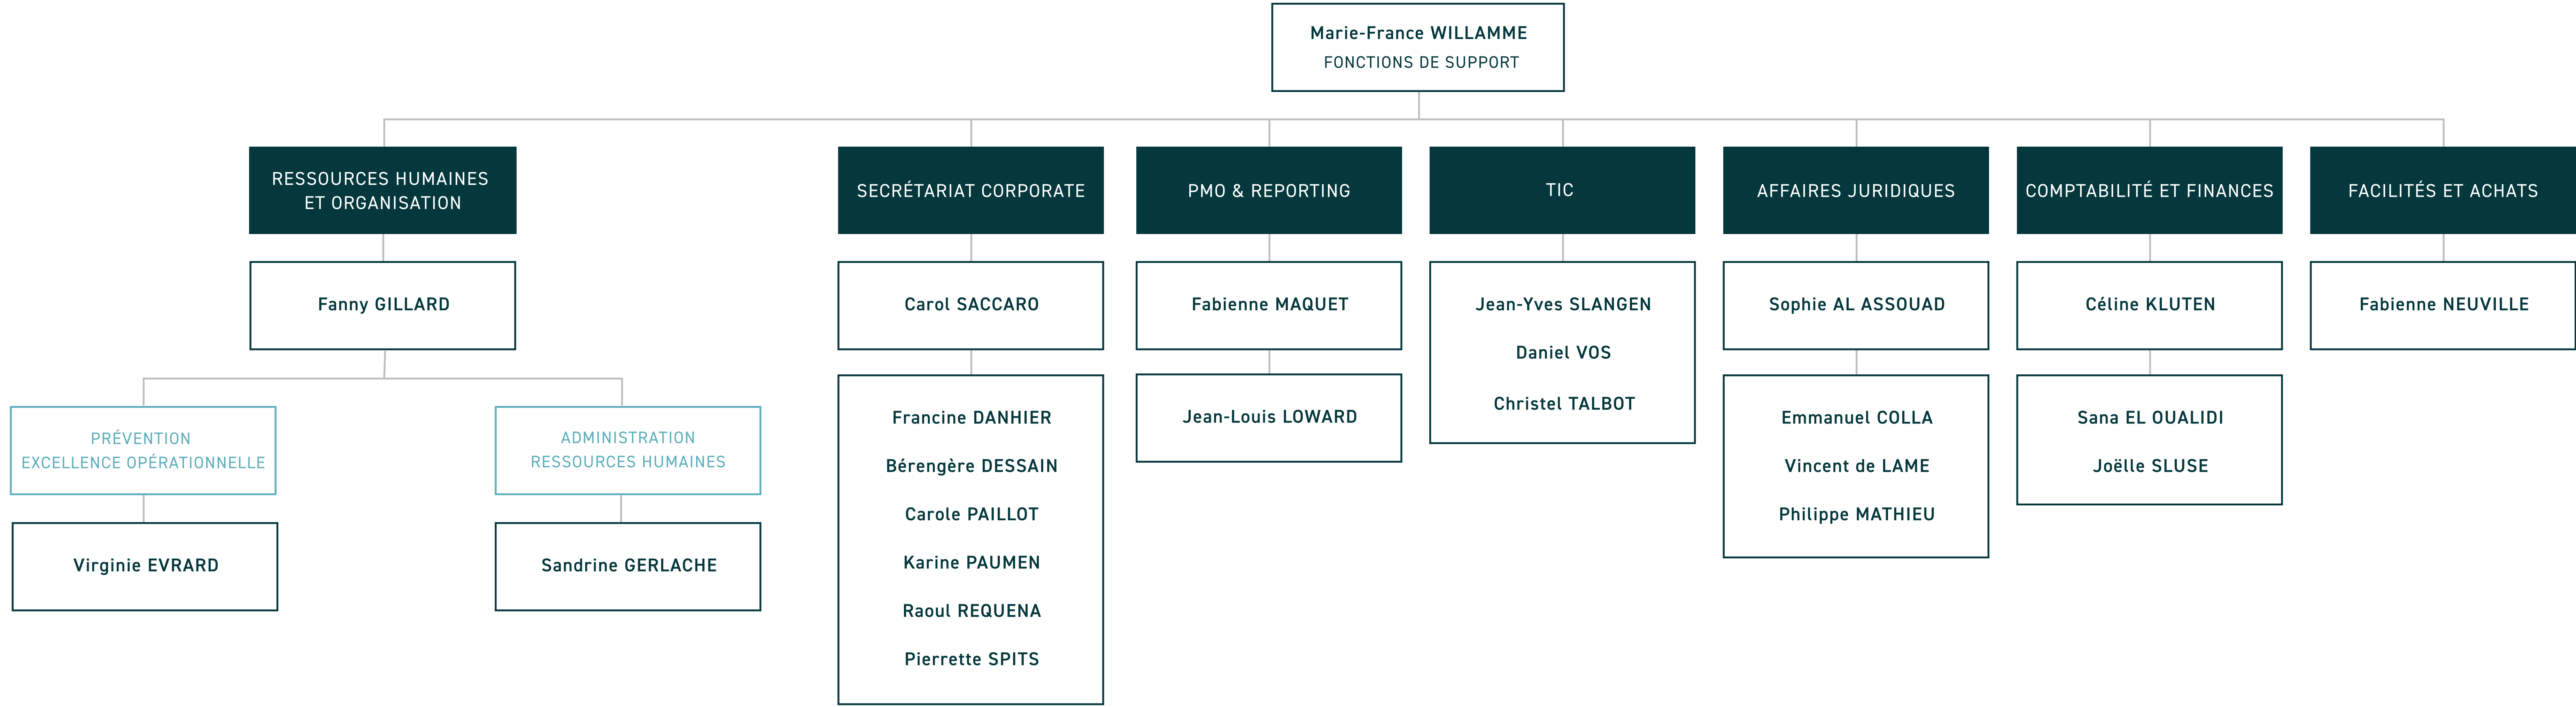 Marie-France WILLAMME
FONCTIONS DE SUPPORT
RESSOURCES HUMAINES
ET ORGANISATION
Fanny GILLARD
PRÉVENTION
EXCELLENCE OPÉRATIONNELLE
Virginie EVRARD
ADMINISTRATION
RESSOURCES HUMAINES
Sandrine GERLACHE
SECRÉTARIAT CORPORATE
Carol SACCARO
Francine DANHIER
Bérengère DESSAIN
Carole PAILLOT
Karine PAUMEN
Raoul REQUENA
Pierrette SPITS
PMO & REPORTING
Fabienne MAQUET
Jean-Louis LOWARD
TIC
Jean-Yves SLANGEN
Daniel VOS
Christel TALBOT
AFFAIRES JURIDIQUES
Sophie AL ASSOUAD
Emmanuel COLLA
Vincent de LAME
Philippe MATHIEU
COMPTABILITÉ ET FINANCES
Céline KLUTEN
Sana EL OUALIDI
Joëlle SLUSE
FACILITÉS ET ACHATS
Fabienne NEUVILLE